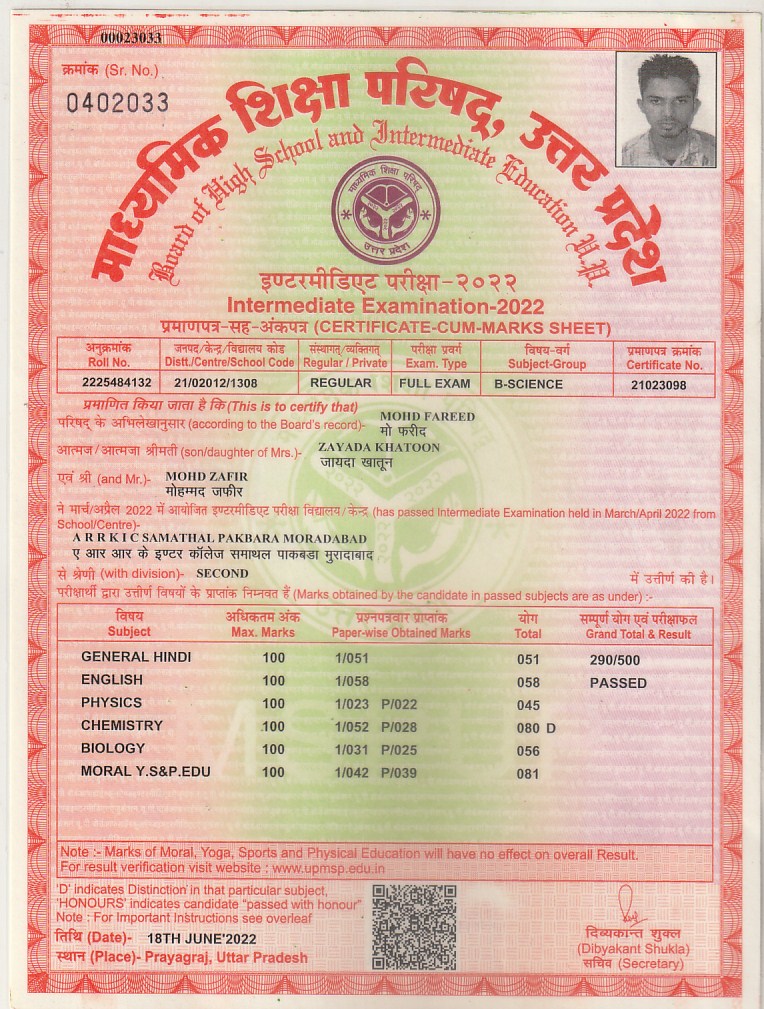 00023033
क्रमांक (Sr. No.)
0402033
माध्यमिक शिक्षा परिषद्, उत्तर प्रदेश
Board of High School and Intermediate Education U.P.
माध्यमिक शिक्षा परिषद्
उत्तर प्रदेश
इण्टरमीडिएट परीक्षा-२०२२
Intermediate Examination-2022
प्रमाणपत्र-सह-अंकपत्र (CERTIFICATE-CUM-MARKS SHEET)
अनुक्रमांक जनपद/केन्द्र/विद्यालय कोड संस्थागत/व्यक्तिगत परीक्षा प्रवर्ग विषय-वर्ग प्रमाणपत्र क्रमांक
Roll No. Distt./Centre/School Code Regular / Private Exam. Type Subject-Group Certificate No.
2225484132 21/02012/1308 REGULAR FULL EXAM B-SCIENCE 21023098
प्रमाणित किया जाता है कि (This is to certify that)
परिषद् के अभिलेखानुसार (according to the Board's record)- MOHD FAREED
मो फरीद
आत्मज/आत्मजा श्रीमती (son/daughter of Mrs.)- ZAYADA KHATOON
जायदा खातून
एवं श्री (and Mr.)- MOHD ZAFIR
मोहम्मद जफीर
ने मार्च/अप्रैल 2022 में आयोजित इण्टरमीडिएट परीक्षा विद्यालय/केन्द्र (has passed Intermediate Examination held in March/April 2022 from
School/Centre)-
A R R K I C SAMATHAL PAKBARA MORADABAD
ए आर आर के इण्टर कॉलेज समाथल पाकबडा मुरादाबाद
से श्रेणी (with division)- SECOND में उत्तीर्ण की है।
परीक्षार्थी द्वारा उत्तीर्ण विषयों के प्राप्तांक निम्नवत हैं (Marks obtained by the candidate in passed subjects are as under) :-
विषय अधिकतम अंक प्रश्नपत्रवार प्राप्तांक योग सम्पूर्ण योग एवं परीक्षाफल
Subject Max. Marks Paper-wise Obtained Marks Total Grand Total & Result
GENERAL HINDI 100 1/051 051 290/500
ENGLISH 100 1/058 058 PASSED
PHYSICS 100 1/023 P/022 045
CHEMISTRY 100 1/052 P/028 080 D
BIOLOGY 100 1/031 P/025 056
MORAL Y.S&P.EDU 100 1/042 P/039 081
Note :- Marks of Moral, Yoga, Sports and Physical Education will have no effect on overall Result.
For result verification visit website : www.upmsp.edu.in
'D' indicates Distinction in that particular subject,
'HONOURS' indicates candidate "passed with honour"
Note : For Important Instructions see overleaf
तिथि (Date)- 18TH JUNE'2022
स्थान (Place)- Prayagraj, Uttar Pradesh
दिव्यकान्त शुक्ल
(Dibyakant Shukla)
सचिव (Secretary)